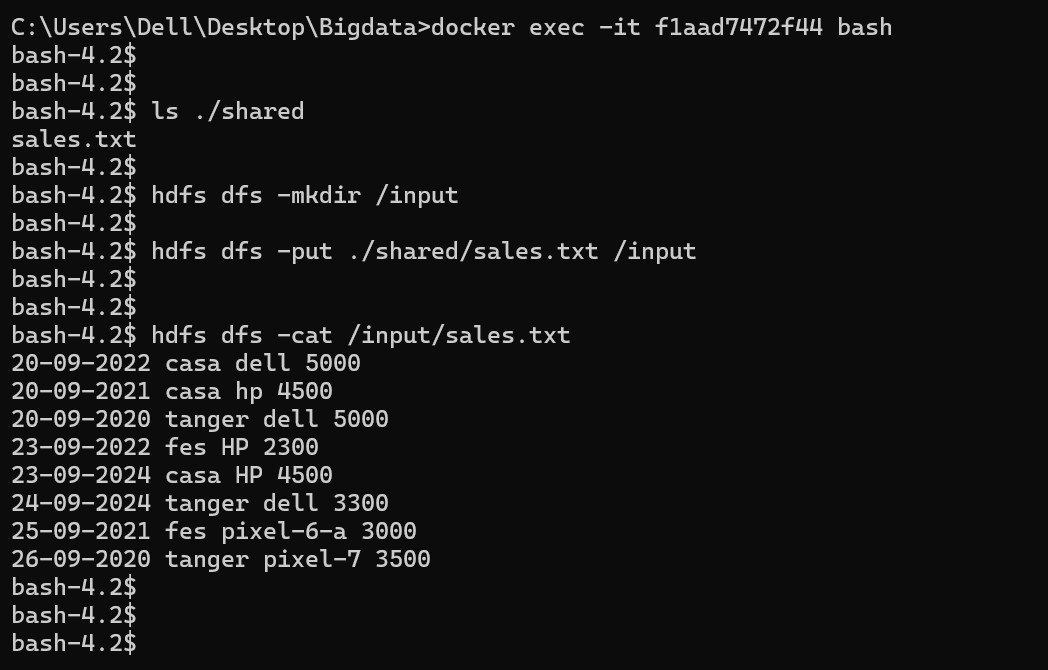 C:\Users\Dell\Desktop\Bigdata>docker exec -it f1aad7472f44 bash
bash-4.2$
bash-4.2$
bash-4.2$ ls ./shared
sales.txt
bash-4.2$
bash-4.2$ hdfs dfs -mkdir /input
bash-4.2$
bash-4.2$ hdfs dfs -put ./shared/sales.txt /input
bash-4.2$
bash-4.2$
bash-4.2$ hdfs dfs -cat /input/sales.txt
20-09-2022 casa dell 5000
20-09-2021 casa hp 4500
20-09-2020 tanger dell 5000
23-09-2022 fes HP 2300
23-09-2024 casa HP 4500
24-09-2024 tanger dell 3300
25-09-2021 fes pixel-6-a 3000
26-09-2020 tanger pixel-7 3500
bash-4.2$
bash-4.2$
bash-4.2$